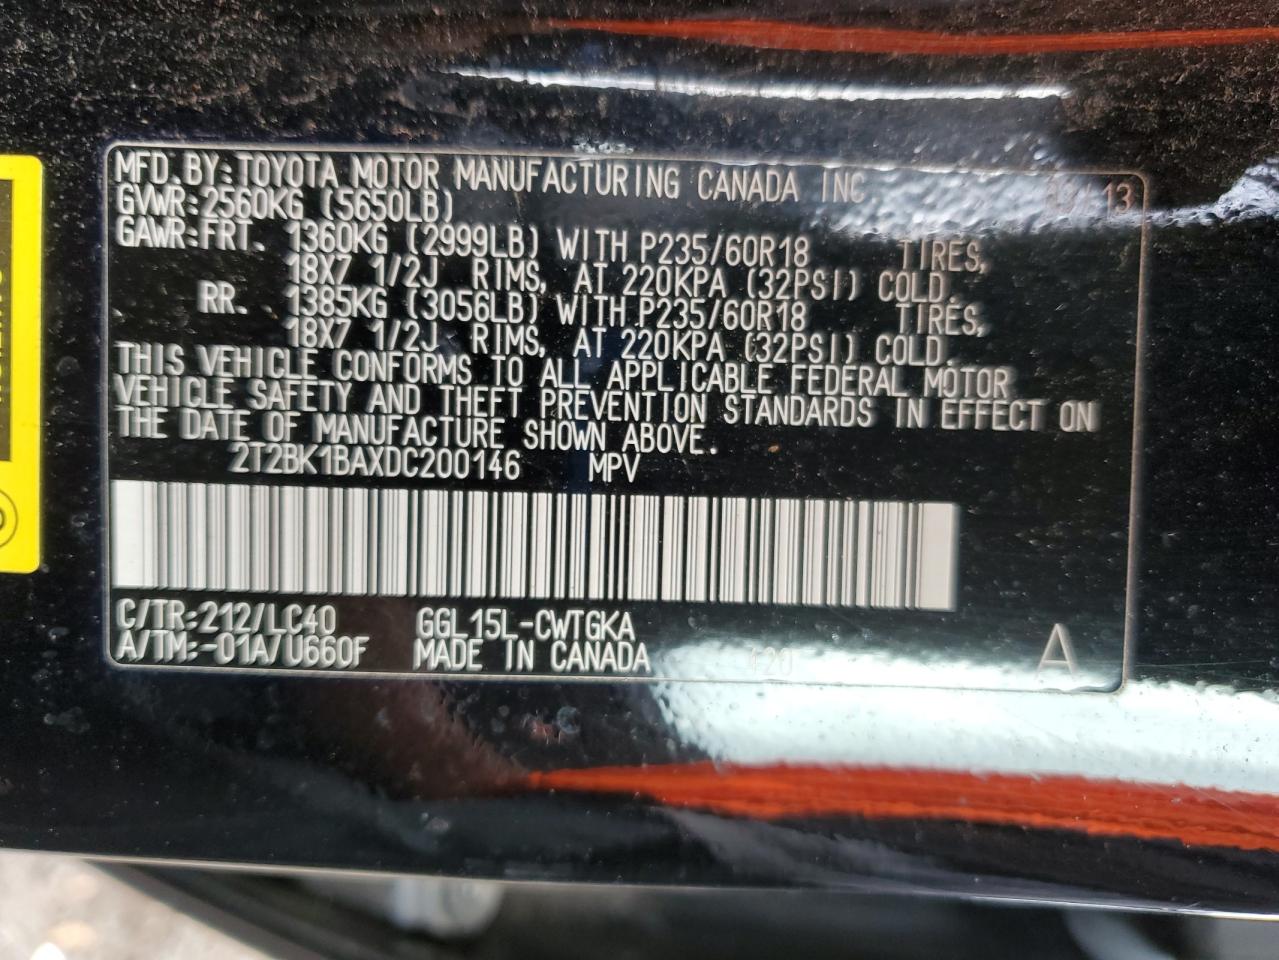 MFD.BY:TOYOTA MOTOR MANUFACTURING CANADA INC. 13
GVWR:2560KG (5650LB)
GAWR:FRT. 1360KG (2999LB) WITH P235/60R18 TIRES,
18X7 1/2J RIMS, AT 220KPA (32PSI) COLD.
RR. 1385KG (3056LB) WITH P235/60R18 TIRES,
18X7 1/2J RIMS, AT 220KPA (32PSI) COLD.
THIS VEHICLE CONFORMS TO ALL APPLICABLE FEDERAL MOTOR
VEHICLE SAFETY AND THEFT PREVENTION STANDARDS IN EFFECT ON
THE DATE OF MANUFACTURE SHOWN ABOVE.
2T2BK1BAXDC200146 MPV
C/TR:212/LC40 GGL15L-CWTGKA
A/TM:-01A/U660F MADE IN CANADA A